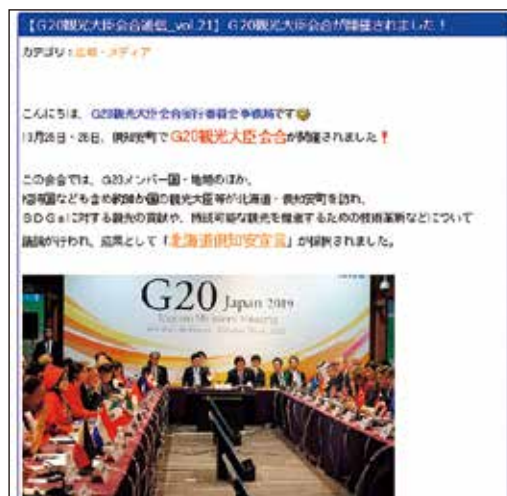 【G20観光大臣会合通信_vol.21】G20観光大臣会合が開催されました！
カテゴリ：広報・メディア
こんにちは、G20観光大臣会合実行委員会事務局です
10月25日・26日、倶知安町でG20観光大臣会合が開催されました！
この会合では、G20メンバー国・地域のほか、
招待国なども含め約
か国の観光大臣等が北海道・倶知安町を訪れ、
SDGsに対する観光の貢献や、持続可能な観光を推進するための技術革新などについて
議論が行われ、成果として「北海道倶知安宣言」が採択されました。
G20 Japan 2019
Tourism Ministers Meeting